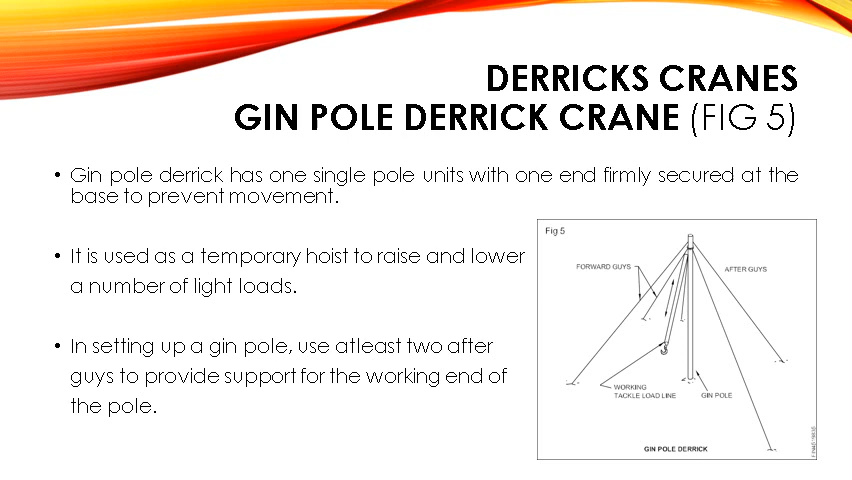 DERRICKS CRANES
GIN POLE DERRICK CRANE (FIG 5)
• Gin pole derrick has one single pole units with one end firmly secured at the
base to prevent movement.
• It is used as a temporary hoist to raise and lower
a number of light loads.
• In setting up a gin pole, use atleast two after
guys to provide support for the working end of
the pole.
Fig 5
FORWARD GUYS
AFTER GUYS
WORKING
TACKLE LOAD LINE
GIN POLE
GIN POLE DERRICK